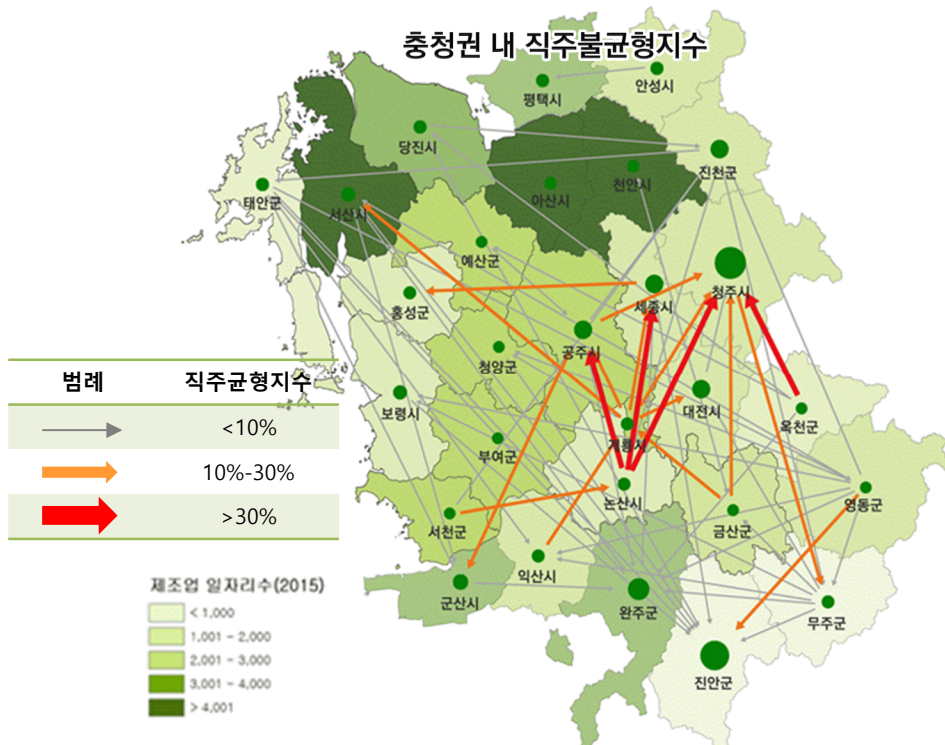 충청권 내 직주불균형지수
안성시
평택시
당진시
진천군
천안시
아산시
태안군
서산시
예산군
세종시
청주시
홍성군
공주시
청양군
범례 직주균형지수
<10%
10%-30%
>30%
보령시
대전시
옥천군
계룡시
부여군
논산시
영동군
서천군
금산군
익산시
군산시
완주군
무주군
진안군
제조업 일자리수(2015)
< 1,000
1,001 - 2,000
2,001 - 3,000
3,001 - 4,000
> 4,001